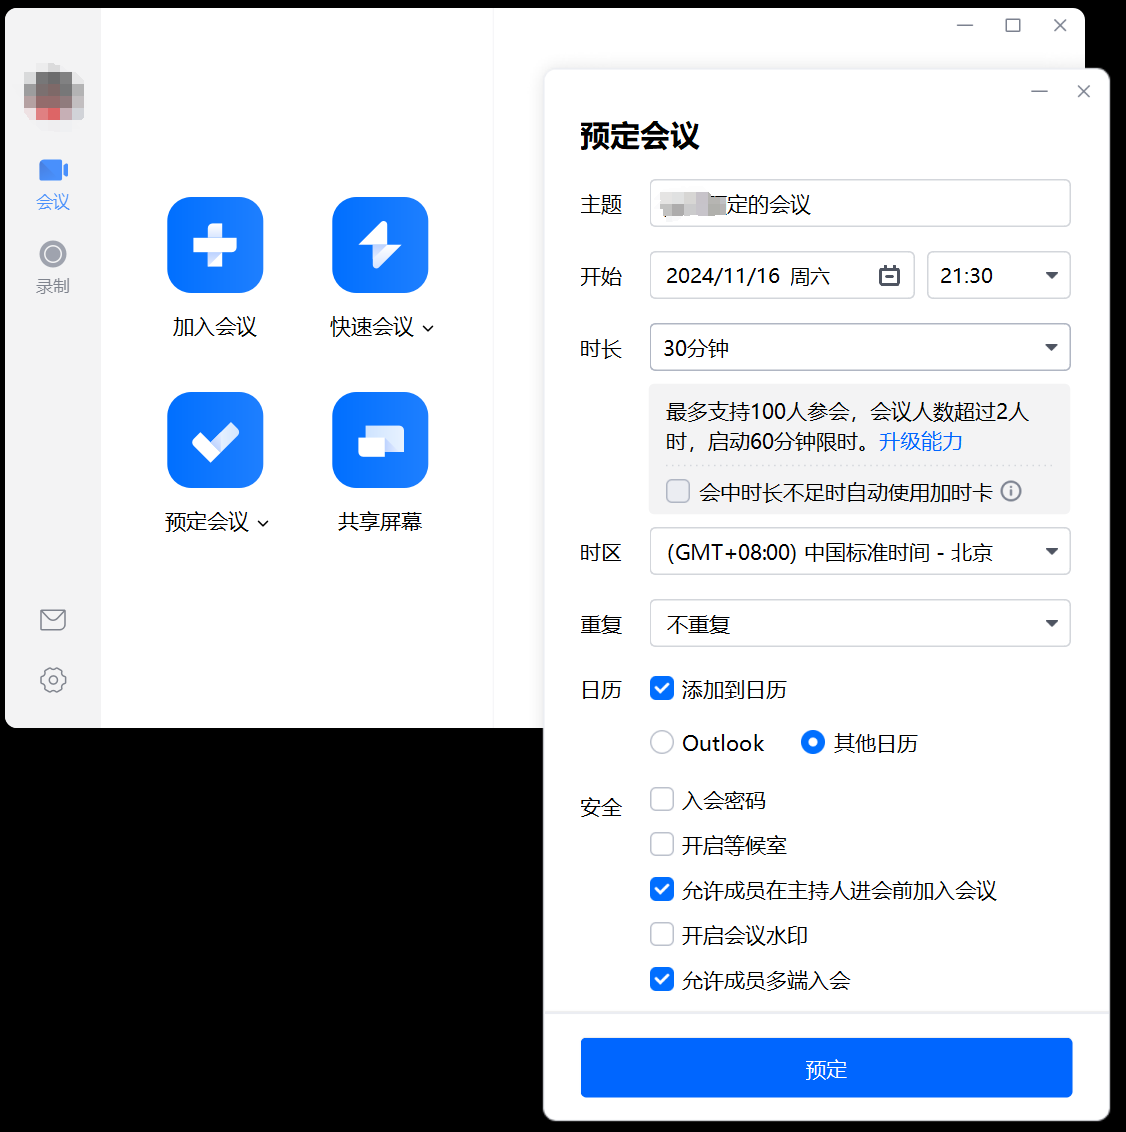 会议
录制
加入会议
快速会议
预定会议
共享屏幕
预定会议
主题
定的会议
开始
2024/11/16 周六
21:30
时长
30分钟
最多支持100人参会，会议人数超过2人
时，启动60分钟限时。升级能力
会中时长不足时自动使用加时卡
时区
(GMT+08:00) 中国标准时间 - 北京
重复
不重复
日历
添加到日历
Outlook
其他日历
安全
入会密码
开启等候室
允许成员在主持人进会前加入会议
开启会议水印
允许成员多端入会
预定